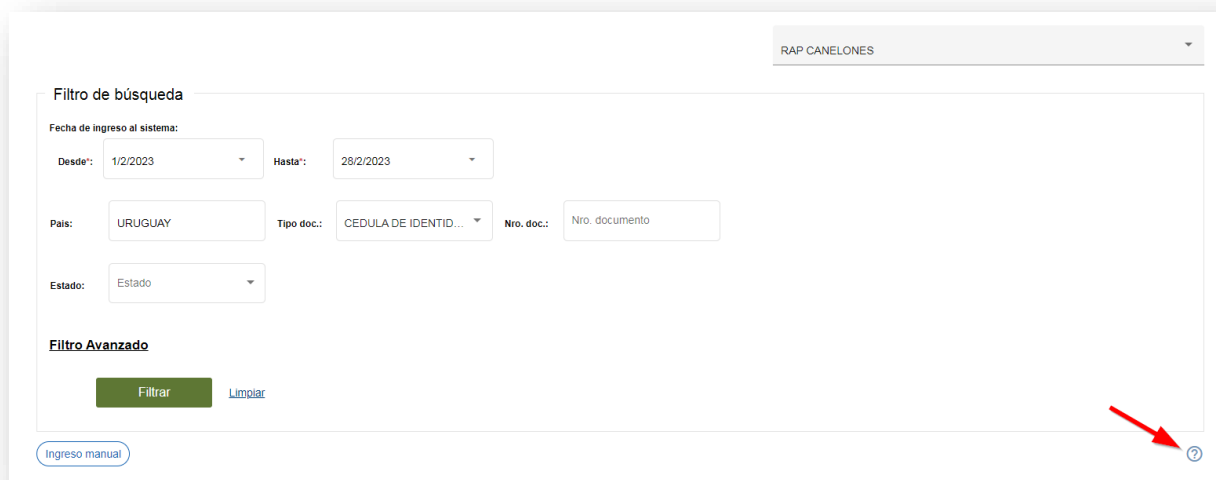 RAP CANELONES
Filtro de búsqueda
Fecha de ingreso al sistema:
Desde*: 1/2/2023 Hasta*: 28/2/2023
Pais: URUGUAY Tipo doc.: CEDULA DE IDENTID... Nro. doc.: Nro. documento
Estado: Estado
Filtro Avanzado
Filtrar Limpiar
Ingreso manual ?